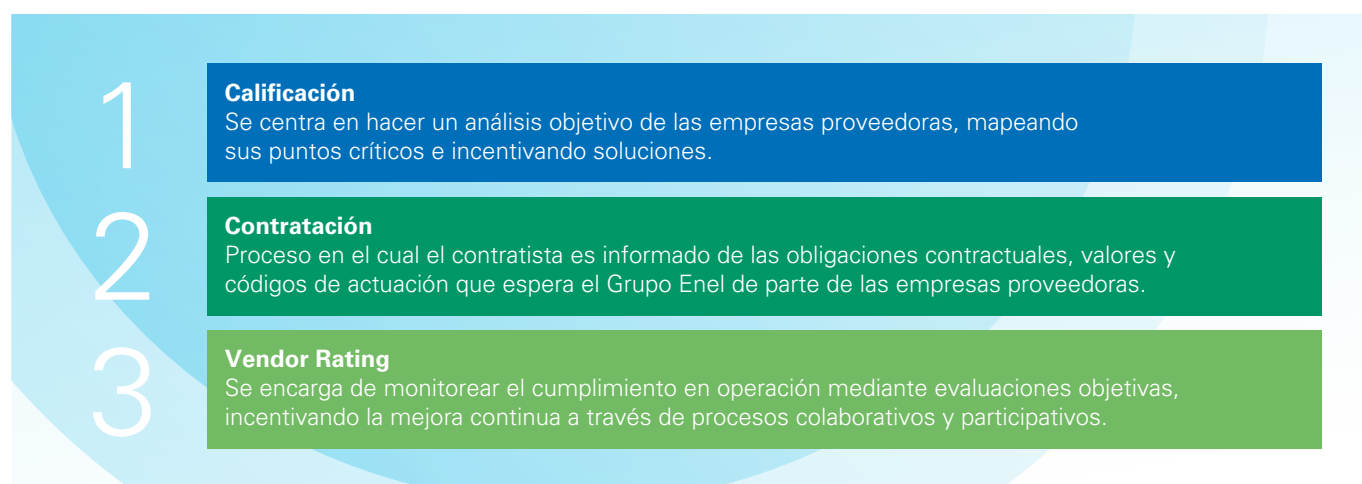 1
Calificación
Se centra en hacer un análisis objetivo de las empresas proveedoras, mapeando
sus puntos críticos e incentivando soluciones.
2
Contratación
Proceso en el cual el contratista es informado de las obligaciones contractuales, valores y
códigos de actuación que espera el Grupo Enel de parte de las empresas proveedoras.
3
Vendor Rating
Se encarga de monitorear el cumplimiento en operación mediante evaluaciones objetivas,
incentivando la mejora continua a través de procesos colaborativos y participativos.